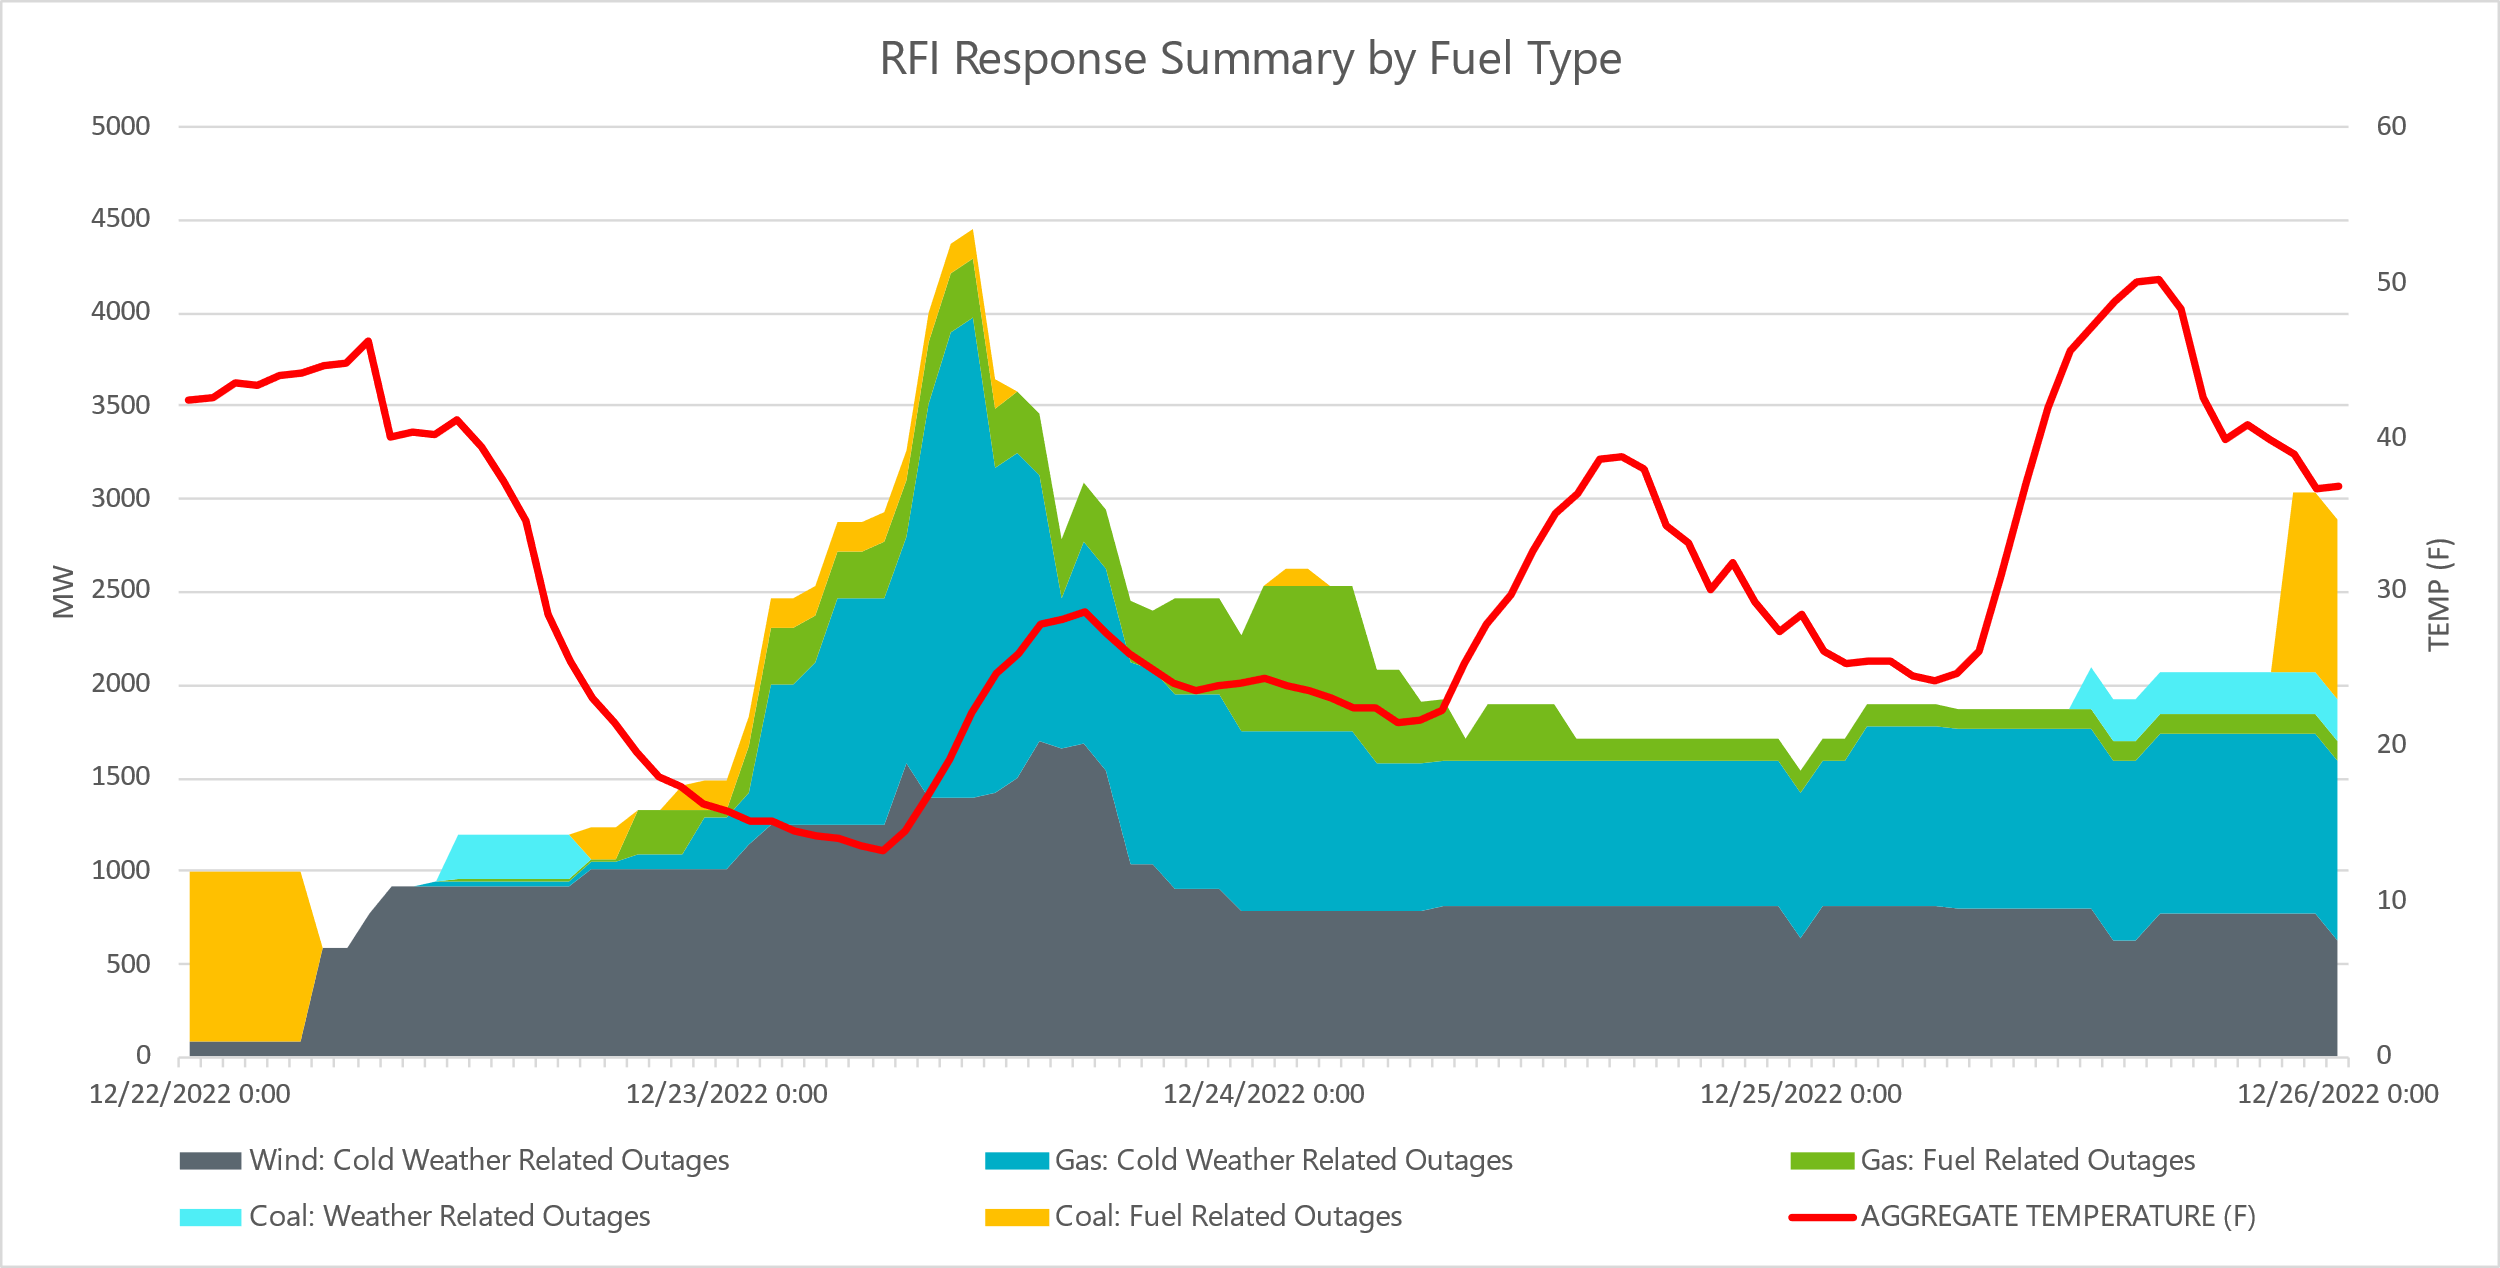 RFI Response Summary by Fuel Type
5000
4500
4000
3500
3000
2500
2000
1500
1000
500
0
MW
60
50
40
30
20
10
0
TEMP (F)
12/22/2022 0:00
12/23/2022 0:00
12/24/2022 0:00
12/25/2022 0:00
12/26/2022 0:00
Wind: Cold Weather Related Outages
Gas: Cold Weather Related Outages
Gas: Fuel Related Outages
Coal: Weather Related Outages
Coal: Fuel Related Outages
AGGREGATE TEMPERATURE (F)